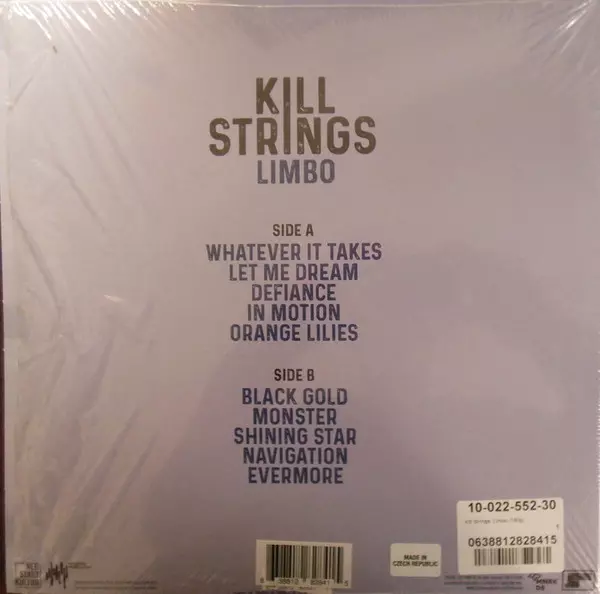 KILL
STRINGS
LIMBO
SIDE A
WHATEVER IT TAKES
LET ME DREAM
DEFIANCE
IN MOTION
ORANGE LILIES
SIDE B
BLACK GOLD
MONSTER
SHINING STAR
NAVIGATION
EVERMORE
10-022-552-30
1
0638812828415
MADE IN
CZECH REPUBLIC